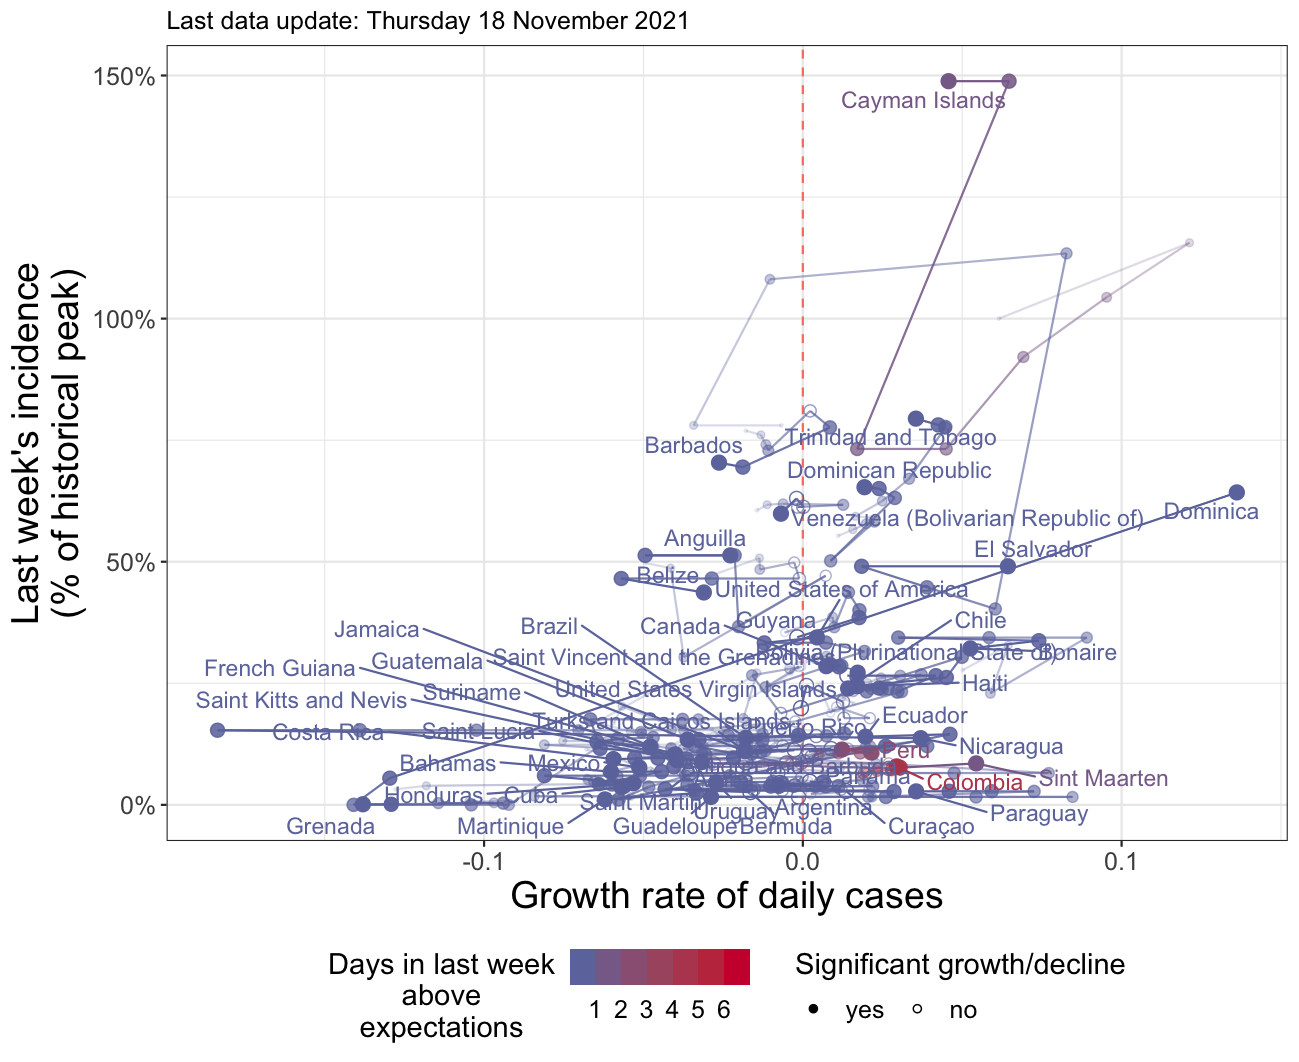 Last data update: Thursday 18 November 2021
Last week's incidence
(% of historical peak)
150%
100%
50%
0%
Cayman Islands
Barbados
Trinidad and Tobago
Dominican Republic
Venezuela (Bolivarian Republic of)
Dominica
Anguilla
El Salvador
Belize
United States of America
Jamaica
Brazil
Canada
Guyana
Chile
French Guiana
Guatemala
Saint Vincent and the Grenadines
Bolivia (Plurinational State of)
Bonaire
Saint Kitts and Nevis
Suriname
United States Virgin Islands
Haiti
Costa Rica
Saint Lucia
Turks and Caicos Islands
Puerto Rico
Ecuador
Bahamas
Mexico
Peru
Nicaragua
Honduras
Cuba
Saint Martin
Panama
Colombia
Sint Maarten
Uruguay
Argentina
Paraguay
Grenada
Martinique
Guadeloupe
Bermuda
Curaçao
-0.1
0.0
0.1
Growth rate of daily cases
Days in last week
above
expectations
1 2 3 4 5 6
Significant growth/decline
yes
no